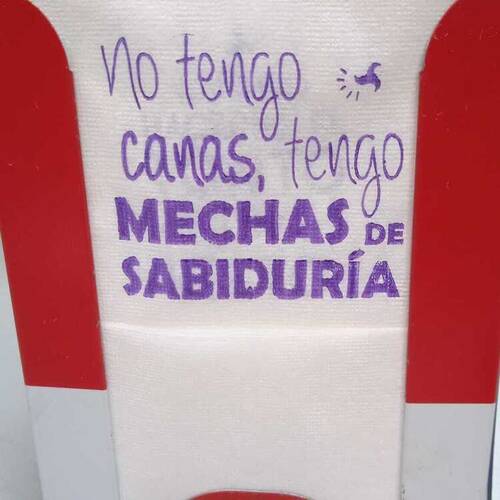 No tengo
canas, tengo
MECHAS DE
SABIDURÍA